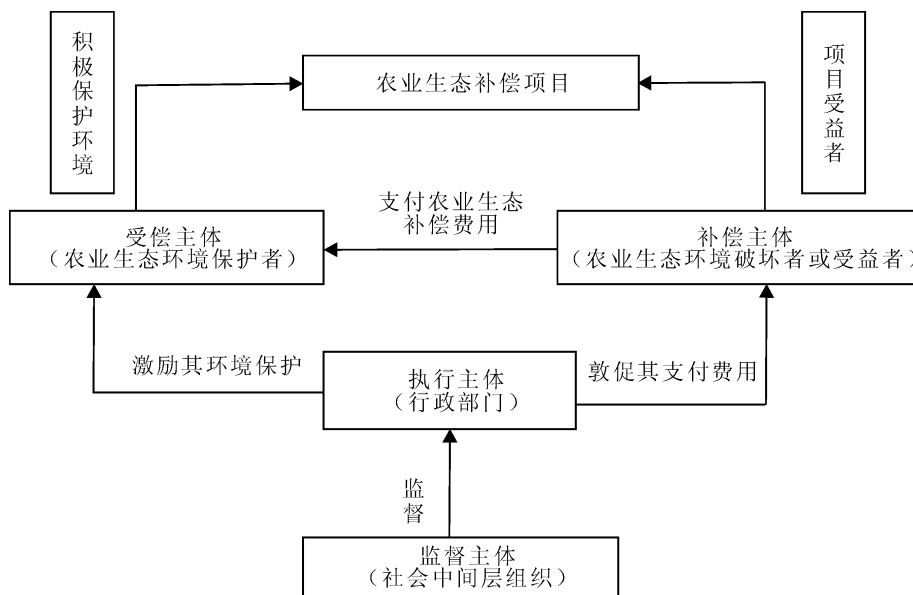 积极保护环境
农业生态补偿项目
项目受益者
支付农业生态
补偿费用
受偿主体
（农业生态环境保护者）
补偿主体
（农业生态环境破坏者或受益者）
激励其环境保护
执行主体
（行政部门）
敦促其支付费用
监督
监督主体
（社会中间层组织）